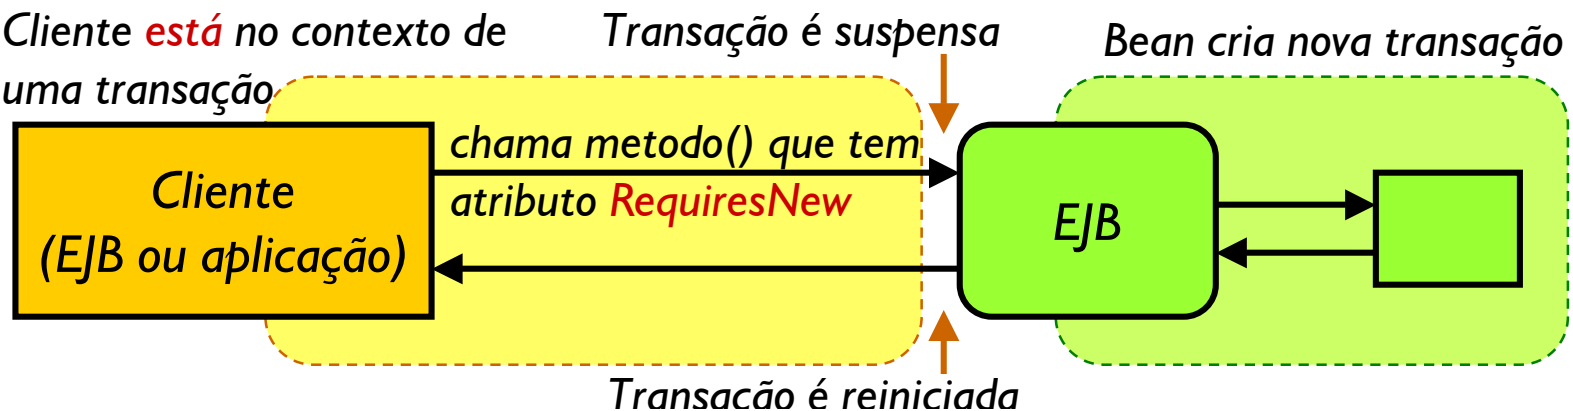 Cliente está no contexto de
uma transação
Transação é suspensa
Bean cria nova transação
chama metodo() que tem
atributo RequiresNew
Cliente
(EJB ou aplicação)
EJB
Transação é reiniciada